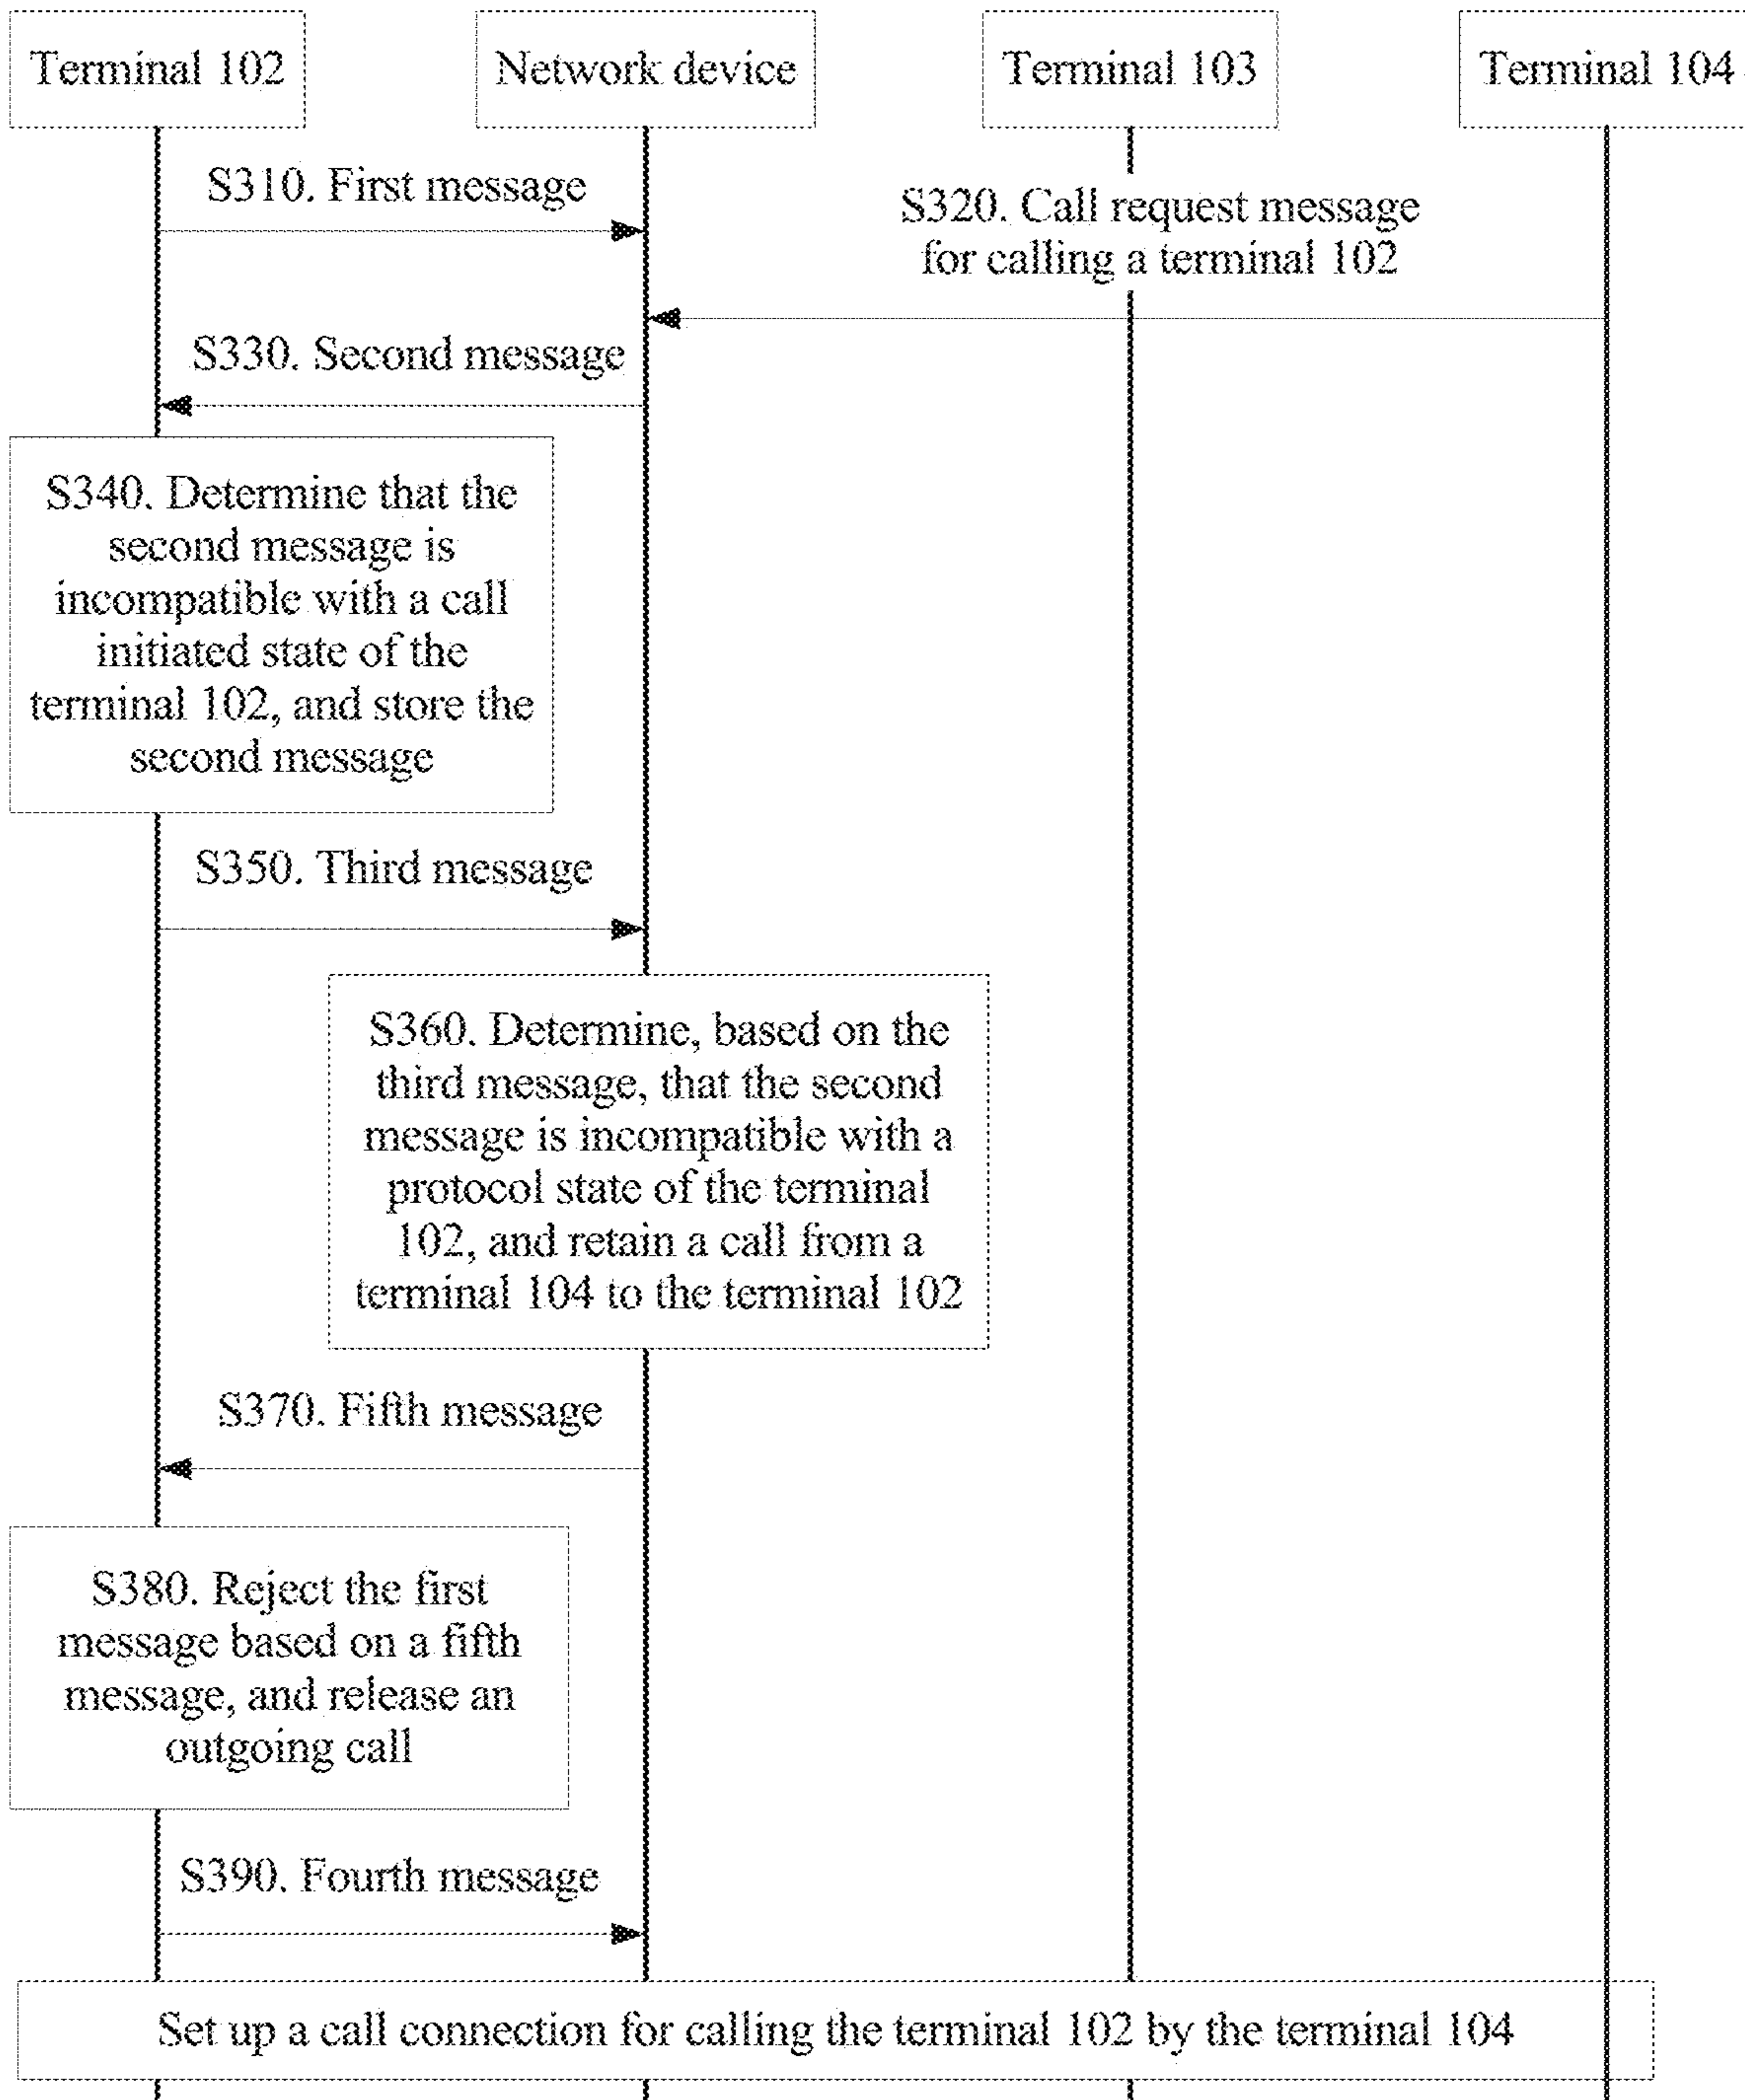 Terminal 102
Network device
Terminal 103
Terminal 104
S310. First message
S320. Call request message
for calling a terminal 102
S330. Second message
S340. Determine that the
second message is
incompatible with a call
initiated state of the
terminal 102, and store the
second message
S350. Third message
S360. Determine, based on the
third message, that the second
message is incompatible with a
protocol state of the terminal
102, and retain a call from a
terminal 104 to the terminal 102
S370. Fifth message
S380. Reject the first
message based on a fifth
message, and release an
outgoing call
S390. Fourth message
Set up a call connection for calling the terminal 102 by the terminal 104